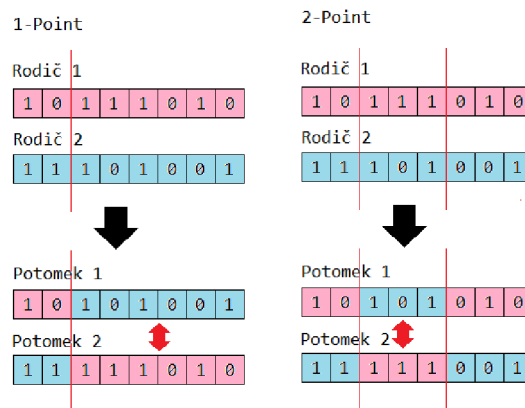 1-Point
Rodič 1
1 0 1 1 1 0 1 0
Rodič 2
1 1 1 0 1 0 0 1
Potomek 1
1 0 1 0 1 0 0 1
Potomek 2
1 1 1 1 1 0 1 0
2-Point
Rodič 1
1 0 1 1 1 0 1 0
Rodič 2
1 1 1 0 1 0 0 1
Potomek 1
1 0 1 0 1 0 1 0
Potomek 2
1 1 1 1 1 0 0 1